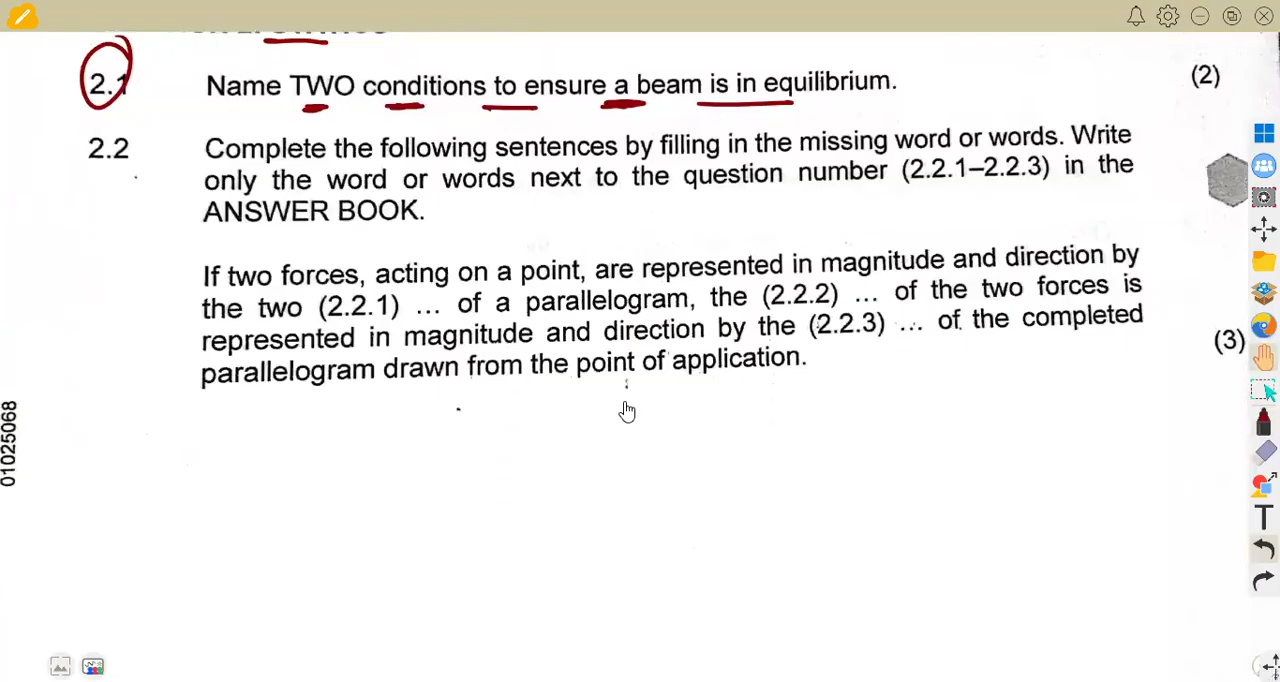 2.1 Name TWO conditions to ensure a beam is in equilibrium. (2)
2.2 Complete the following sentences by filling in the missing word or words. Write
only the word or words next to the question number (2.2.1–2.2.3) in the
ANSWER BOOK.
If two forces, acting on a point, are represented in magnitude and direction by
the two (2.2.1) ... of a parallelogram, the (2.2.2) ... of the two forces is
represented in magnitude and direction by the (2.2.3) ... of the completed
parallelogram drawn from the point of application. (3)
01025068